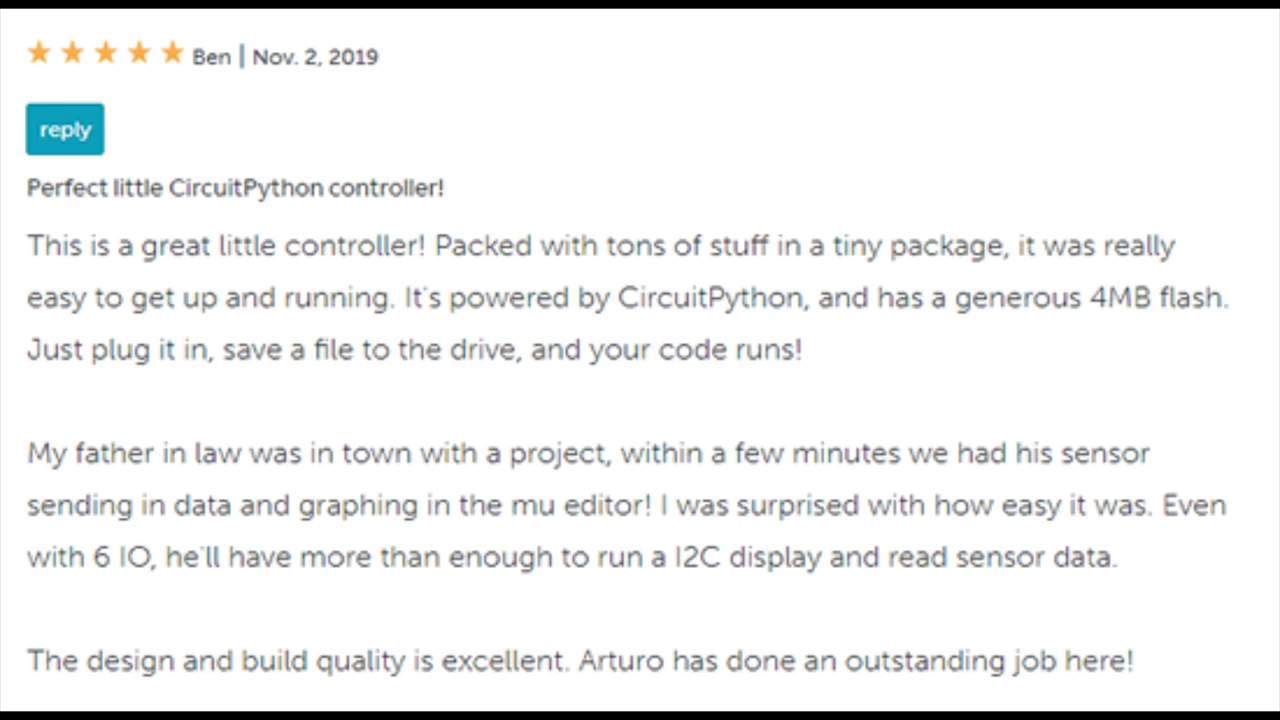 Ben | Nov. 2, 2019
reply
Perfect little CircuitPython controller!
This is a great little controller! Packed with tons of stuff in a tiny package, it was really
easy to get up and running. It's powered by CircuitPython, and has a generous 4MB flash.
Just plug it in, save a file to the drive, and your code runs!
My father in law was in town with a project, within a few minutes we had his sensor
sending in data and graphing in the mu editor! I was surprised with how easy it was. Even
with 6 IO, he'll have more than enough to run a I2C display and read sensor data.
The design and build quality is excellent. Arturo has done an outstanding job here!